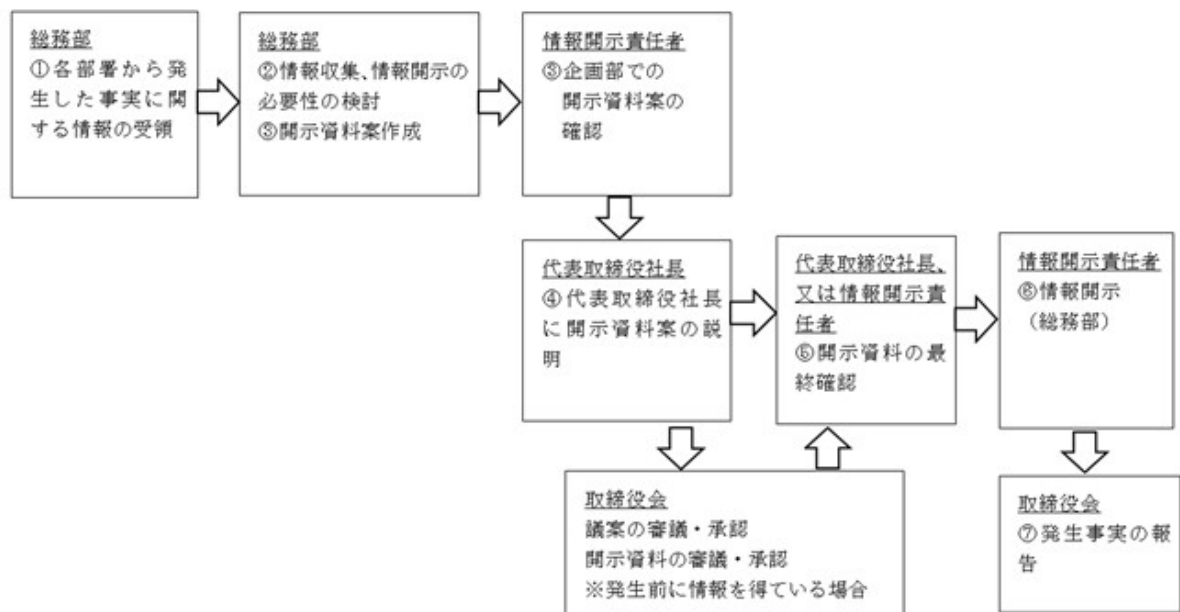 総務部
①各部署から発
生した事実に関
する情報の受領
総務部
②情報収集、情報開示の
必要性の検討
③開示資料案作成
情報開示責任者
③企画部での
開示資料案の
確認
代表取締役社長
④代表取締役社長
に開示資料案の説
明
代表取締役社長、
又は情報開示責
任者
⑤開示資料の最
終確認
情報開示責任者
⑥情報開示
(総務部)
取締役会
議案の審議・承認
開示資料の審議・承認
※発生前に情報を得ている場合
取締役会
⑦発生事実の報
告